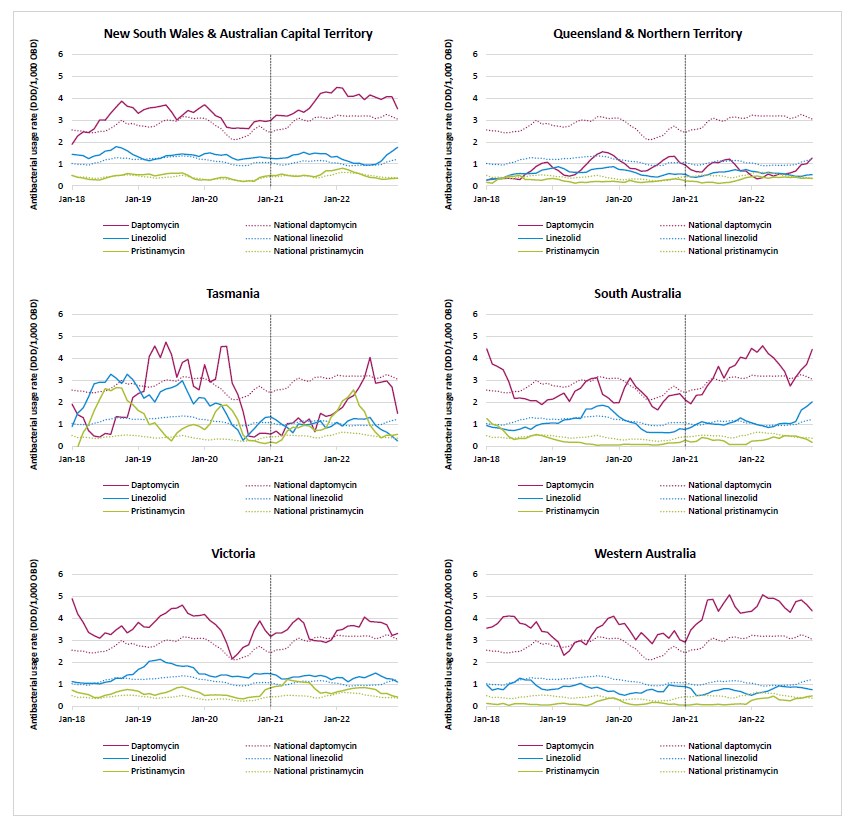 New South Wales & Australian Capital Territory
Antibacterial usage rate (DDD/1,000 OBD)
6
5
4
3
2
1
0
Jan-18 Jan-19 Jan-20 Jan-21 Jan-22
Daptomycin National daptomycin
Linezolid National linezolid
Pristinamycin National pristinamycin
Queensland & Northern Territory
Antibacterial usage rate (DDD/1,000 OBD)
6
5
4
3
2
1
0
Jan-18 Jan-19 Jan-20 Jan-21 Jan-22
Daptomycin National daptomycin
Linezolid National linezolid
Pristinamycin National pristinamycin
Tasmania
Antibacterial usage rate (DDD/1,000 OBD)
6
5
4
3
2
1
0
Jan-18 Jan-19 Jan-20 Jan-21 Jan-22
Daptomycin National daptomycin
Linezolid National linezolid
Pristinamycin National pristinamycin
South Australia
Antibacterial usage rate (DDD/1,000 OBD)
6
5
4
3
2
1
0
Jan-18 Jan-19 Jan-20 Jan-21 Jan-22
Daptomycin National daptomycin
Linezolid National linezolid
Pristinamycin National pristinamycin
Victoria
Antibacterial usage rate (DDD/1,000 OBD)
6
5
4
3
2
1
0
Jan-18 Jan-19 Jan-20 Jan-21 Jan-22
Daptomycin National daptomycin
Linezolid National linezolid
Pristinamycin National pristinamycin
Western Australia
Antibacterial usage rate (DDD/1,000 OBD)
6
5
4
3
2
1
0
Jan-18 Jan-19 Jan-20 Jan-21 Jan-22
Daptomycin National daptomycin
Linezolid National linezolid
Pristinamycin National pristinamycin